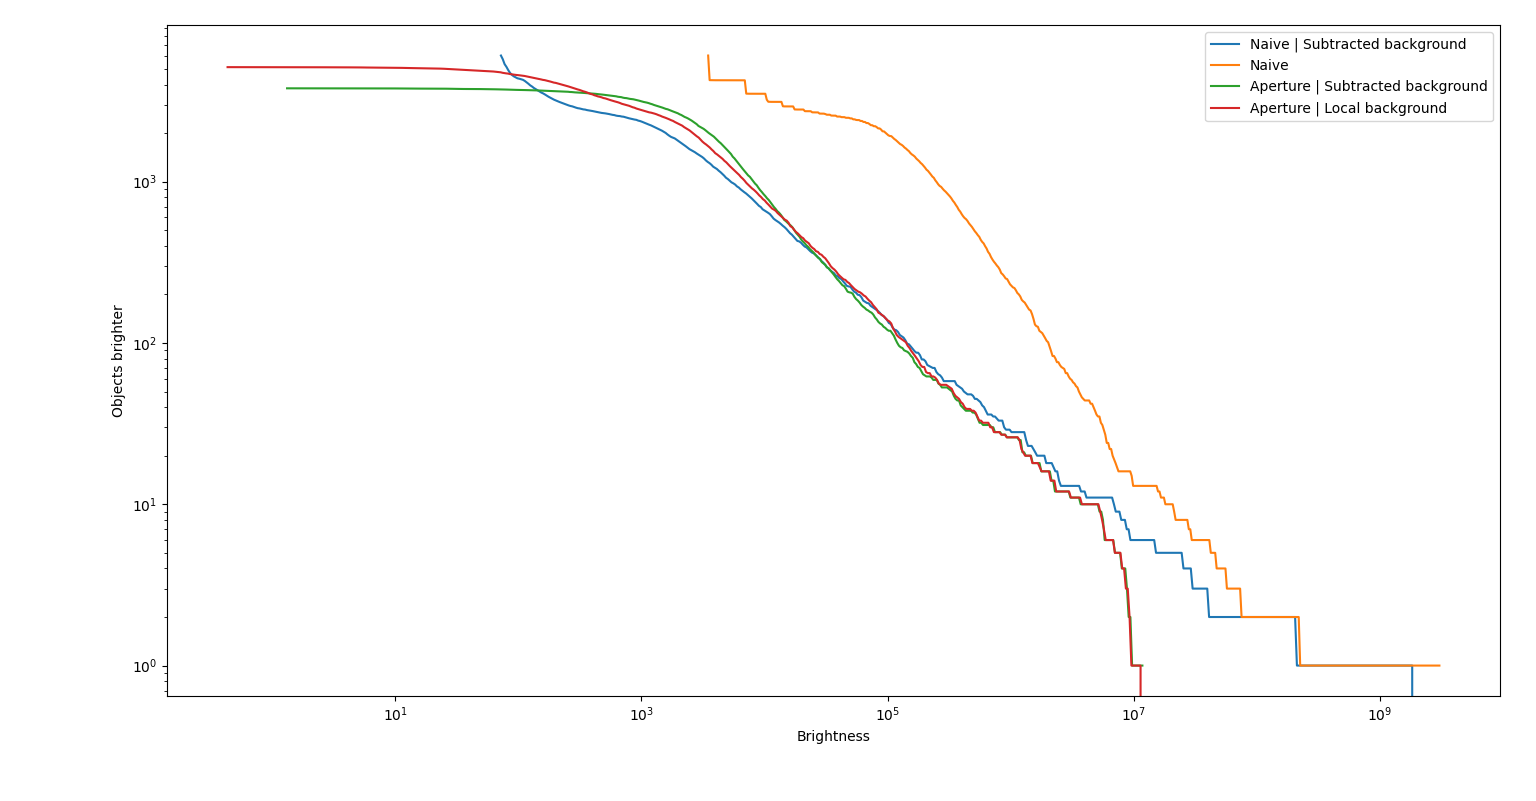 Naive | Subtracted background
Naive
Aperture | Subtracted background
Aperture | Local background
Objects brighter
10³
10²
10¹
10⁰
10¹ 10³ 10⁵ 10⁷ 10⁹
Brightness